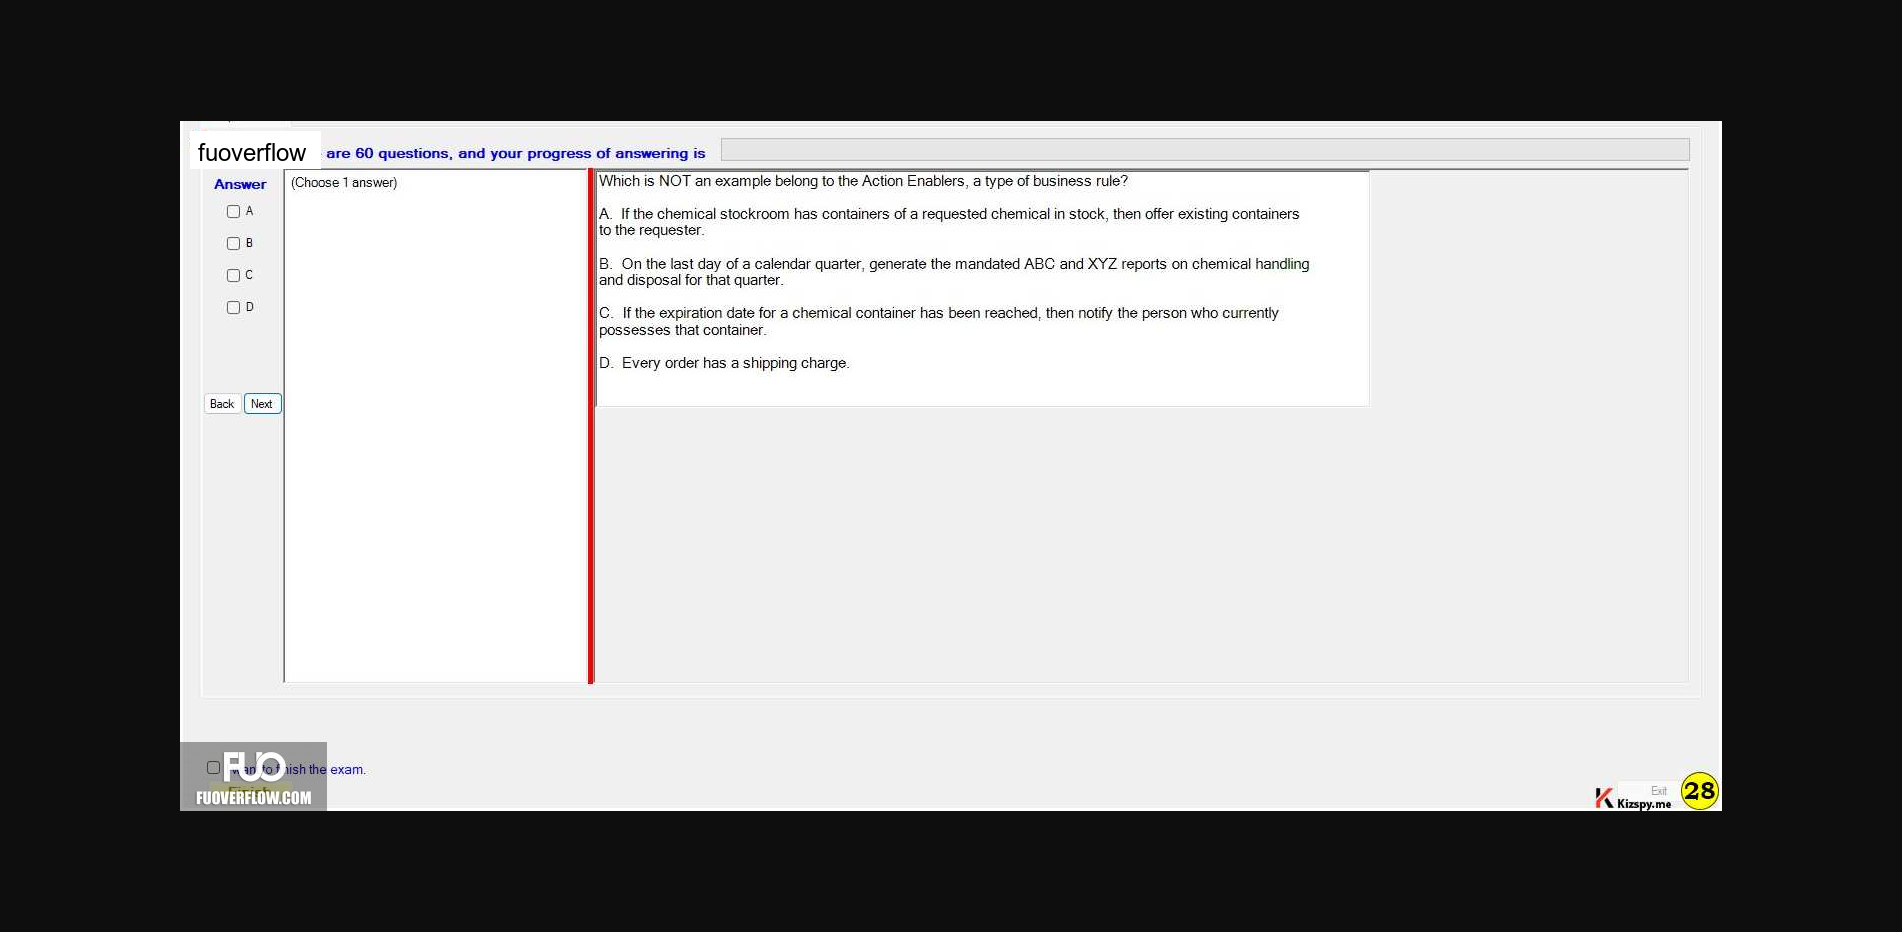 fuoverflow are 60 questions, and your progress of answering is
Answer
A
B
C
D
Back Next
(Choose 1 answer)
Which is NOT an example belong to the Action Enablers, a type of business rule?
A. If the chemical stockroom has containers of a requested chemical in stock, then offer existing containers
to the requester.
B. On the last day of a calendar quarter, generate the mandated ABC and XYZ reports on chemical handling
and disposal for that quarter.
C. If the expiration date for a chemical container has been reached, then notify the person who currently
possesses that container.
D. Every order has a shipping charge.
FUO
want to finish the exam.
Finish
FUOVERFLOW.COM
Exit
Kizspy.me
28